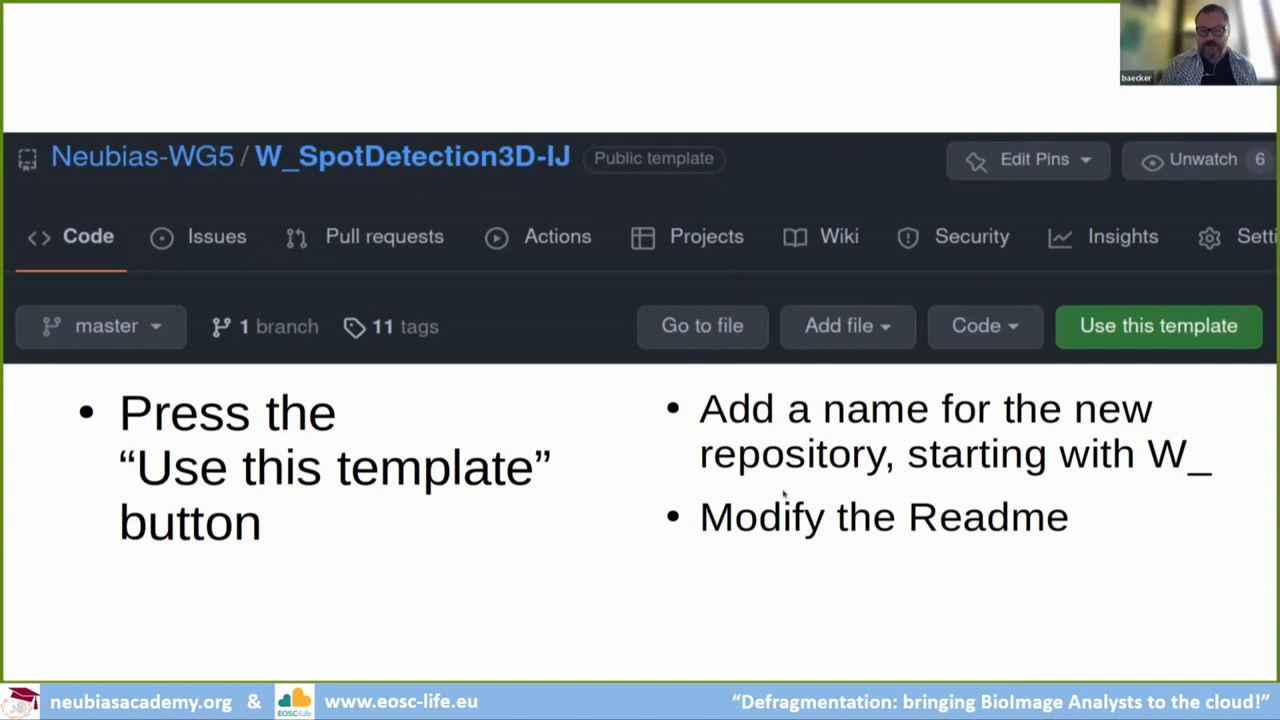 baecker
Neubias-WG5 / W_SpotDetection3D-IJ Public template Edit Pins Unwatch 6
Code Issues Pull requests Actions Projects Wiki Security Insights Setti
master 1 branch 11 tags Go to file Add file Code Use this template
• Press the
“Use this template”
button
• Add a name for the new
repository, starting with W_
• Modify the Readme
neubiasacademy.org & EOSC-Life www.eosc-life.eu “Defragmentation: bringing BioImage Analysts to the cloud!”